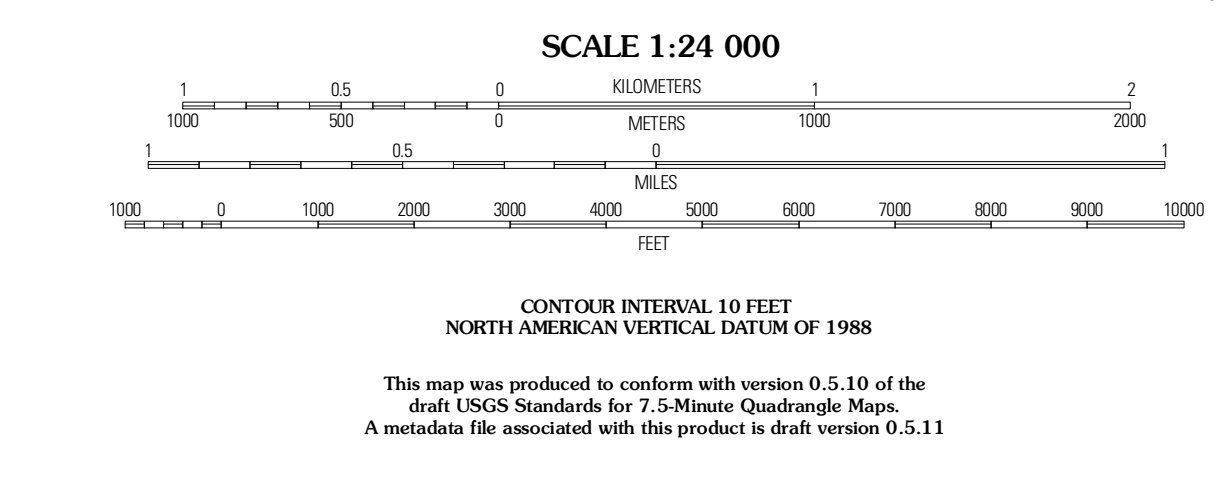 SCALE 1:24 000
1 0.5 0 KILOMETERS 1 2
1000 500 0 METERS 1000 2000
1 0.5 0 1
MILES
1000 0 1000 2000 3000 4000 5000 6000 7000 8000 9000 10000
FEET
CONTOUR INTERVAL 10 FEET
NORTH AMERICAN VERTICAL DATUM OF 1988
This map was produced to conform with version 0.5.10 of the
draft USGS Standards for 7.5-Minute Quadrangle Maps.
A metadata file associated with this product is draft version 0.5.11